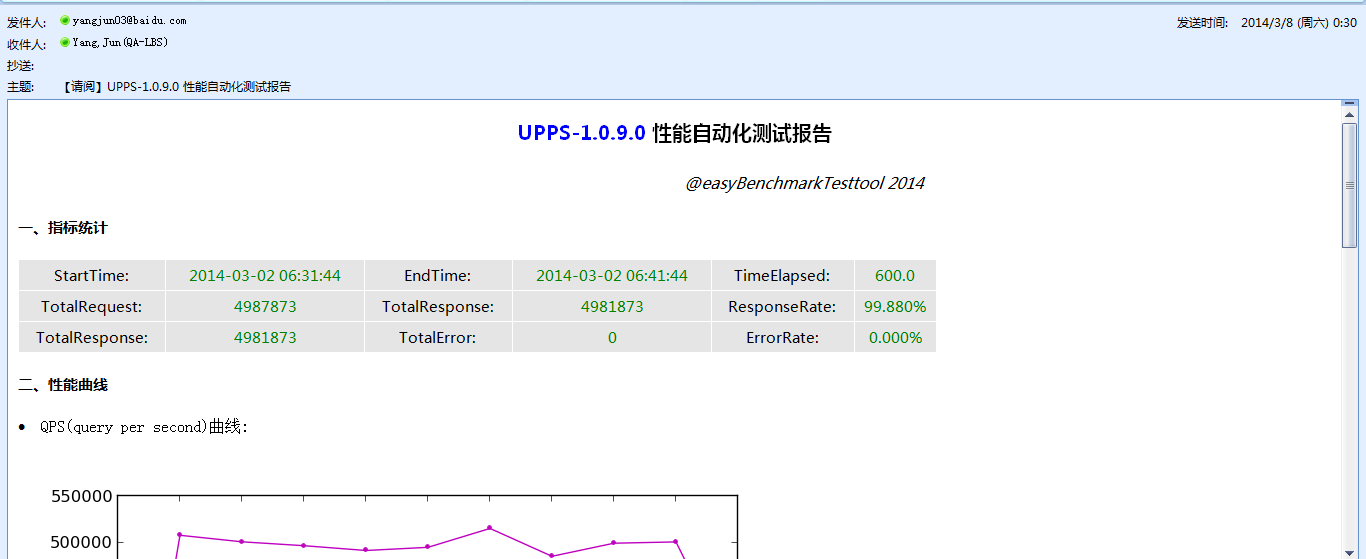 发件人: yangjun03@baidu.com 发送时间: 2014/3/8 (周六) 0:30
收件人: Yang,Jun(QA-LBS)
抄送:
主题: 【请阅】UPPS-1.0.9.0 性能自动化测试报告
UPPS-1.0.9.0 性能自动化测试报告
@easyBenchmarkTesttool 2014
一、指标统计
StartTime: 2014-03-02 06:31:44 EndTime: 2014-03-02 06:41:44 TimeElapsed: 600.0
TotalRequest: 4987873 TotalResponse: 4981873 ResponseRate: 99.880%
TotalResponse: 4981873 TotalError: 0 ErrorRate: 0.000%
二、性能曲线
• QPS(query per second)曲线:
550000
500000